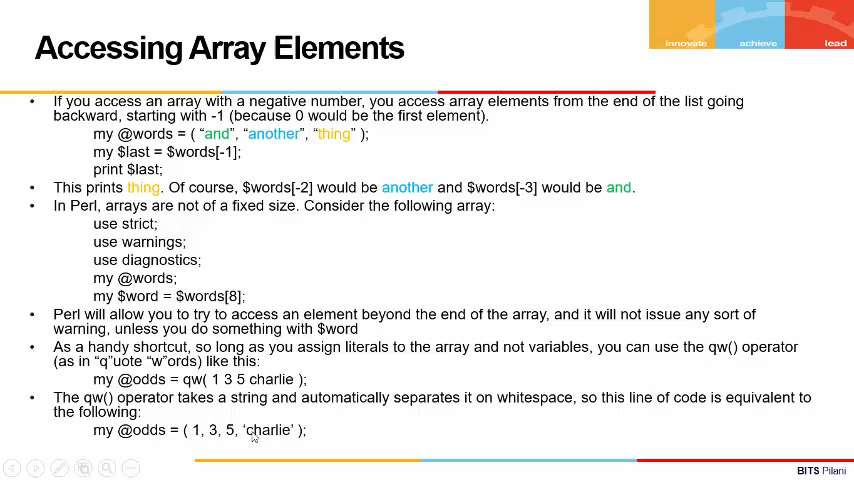 Accessing Array Elements
innovate achieve lead
• If you access an array with a negative number, you access array elements from the end of the list going
backward, starting with -1 (because 0 would be the first element).
my @words = ( “and”, “another”, “thing” );
my $last = $words[-1];
print $last;
• This prints thing. Of course, $words[-2] would be another and $words[-3] would be and.
• In Perl, arrays are not of a fixed size. Consider the following array:
use strict;
use warnings;
use diagnostics;
my @words;
my $word = $words[8];
• Perl will allow you to try to access an element beyond the end of the array, and it will not issue any sort of
warning, unless you do something with $word
• As a handy shortcut, so long as you assign literals to the array and not variables, you can use the qw() operator
(as in “q”uote “w”ords) like this:
my @odds = qw( 1 3 5 charlie );
• The qw() operator takes a string and automatically separates it on whitespace, so this line of code is equivalent to
the following:
my @odds = ( 1, 3, 5, ‘charlie’ );
BITS Pilani